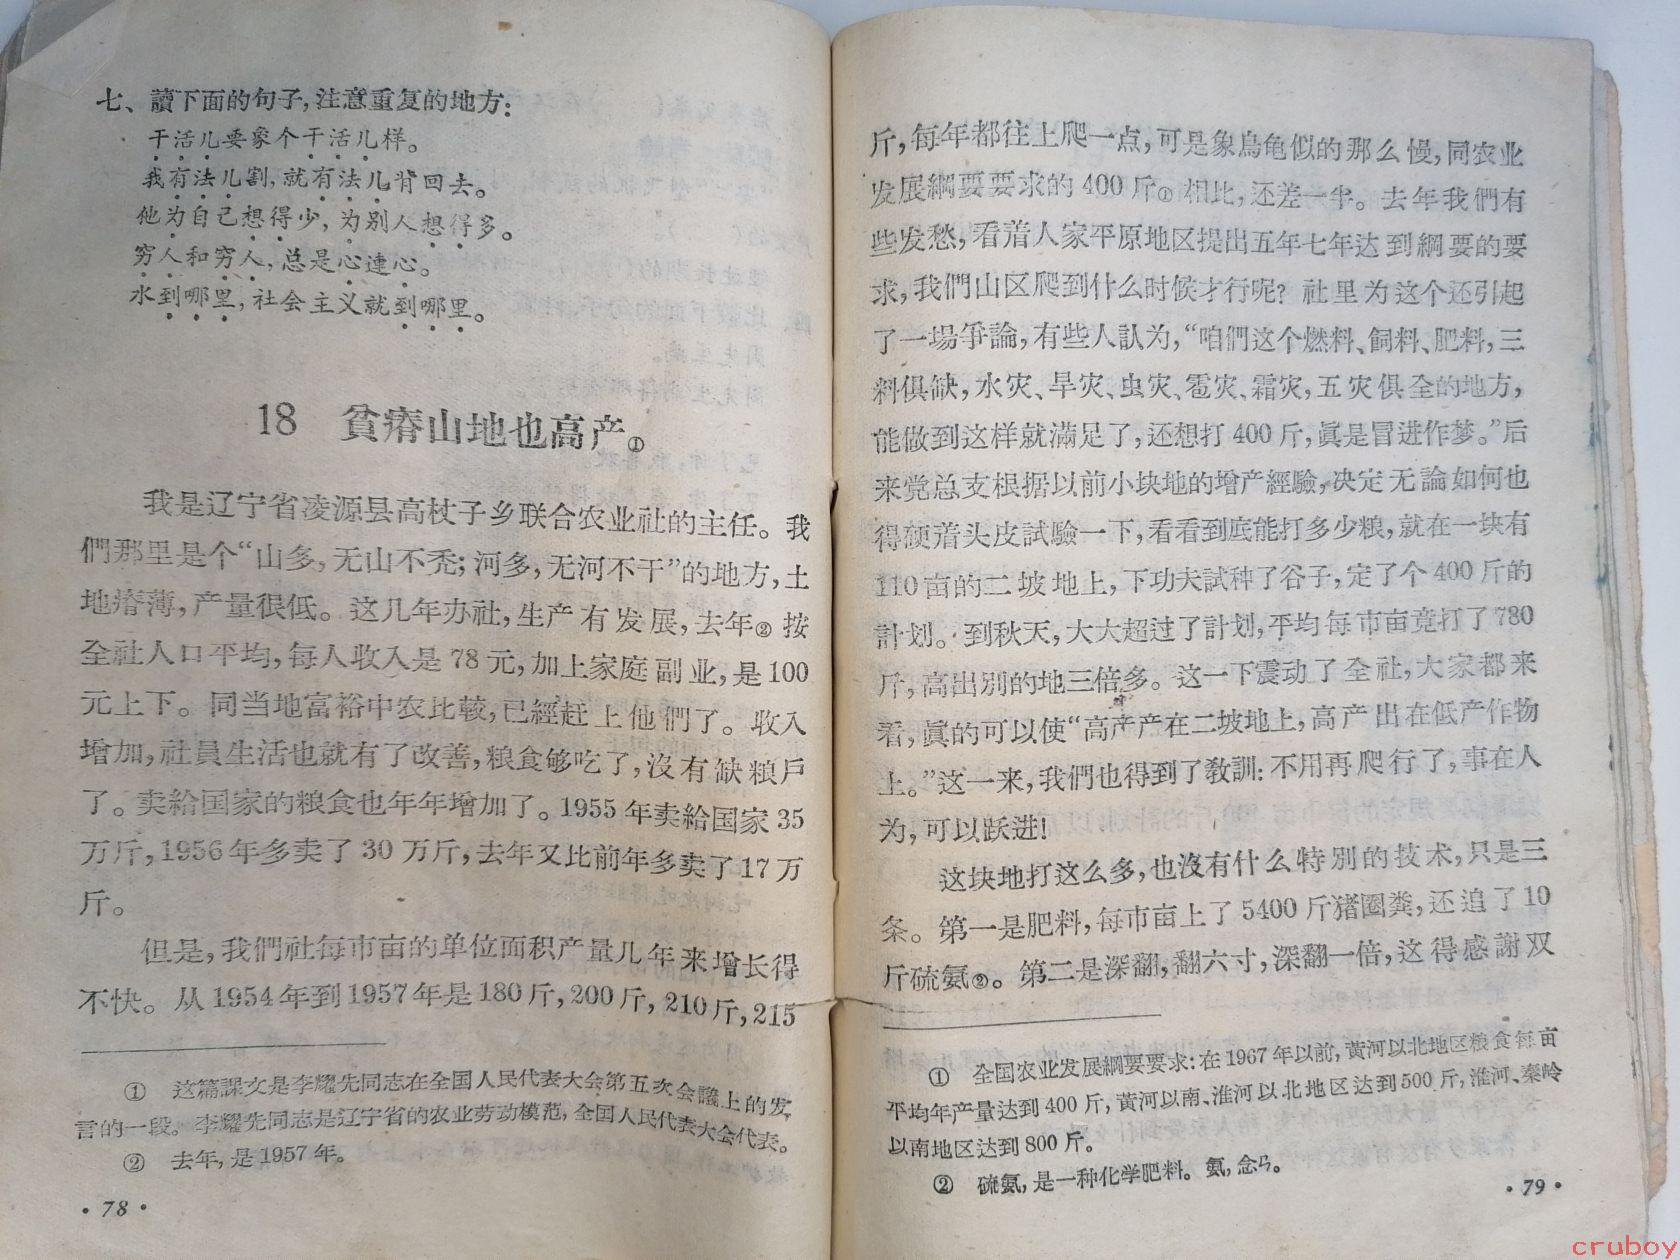 七、讀下面的句子,注意重复的地方:
干活儿要象个干活儿样。
我有法儿割,就有法儿背回去。
他为自己想得少,为别人想得多。
穷人和穷人,总是心連心。
水到哪里,社会主义就到哪里。
18 貧瘠山地也高产①
我是辽宁省凌源县高杖子乡联合农业社的主任。我
們那里是个“山多,无山不秃;河多,无河不干”的地方,土
地瘠薄,产量很低。这几年办社,生产有发展,去年②按
全社人口平均,每人收入是78元,加上家庭副业,是100
元上下。同当地富裕中农比較,已經赶上他們了。收入
增加,社員生活也就有了改善,粮食够吃了,沒有缺粮戶
了。卖給国家的粮食也年年增加了。1955年卖給国家35
万斤,1956年多卖了30万斤,去年又比前年多卖了17万
斤。
但是,我們社每市亩的单位面积产量几年来增长得
不快。从1954年到1957年是180斤,200斤,210斤,215
① 这篇課文是李耀先同志在全国人民代表大会第五次会議上的发
言的一段。李耀先同志是辽宁省的农业劳动模范,全国人民代表大会代表。
② 去年,是1957年。
·78·
斤,每年都往上爬一点,可是象烏龟似的那么慢,同农业
发展綱要要求的400斤①相比,还差一半。去年我們有
些发愁,看着人家平原地区提出五年七年达到綱要的要
求,我們山区爬到什么时候才行呢?社里为这个还引起
了一場爭論,有些人認为,“咱們这个燃料、飼料、肥料,三
料俱缺,水灾、旱灾、虫灾、雹灾、霜灾,五灾俱全的地方,
能做到这样就滿足了,还想打400斤,眞是冒进作梦。”后
来党总支根据以前小块地的增产經驗,决定无論如何也
得硬着头皮試驗一下,看看到底能打多少粮,就在一块有
110亩的二坡地上,下功夫試种了谷子,定了个400斤的
計划。到秋天,大大超过了計划,平均每市亩竟打了780
斤,高出別的地三倍多。这一下震动了全社,大家都来
看,眞的可以使“高产产在二坡地上,高产出在低产作物
上。”这一来,我們也得到了敎訓:不用再爬行了,事在人
为,可以跃进!
这块地打这么多,也沒有什么特別的技术,只是三
条。第一是肥料,每市亩上了5400斤猪圈粪,还追了10
斤硫氨②。第二是深翻,翻六寸,深翻一倍,这得感謝双
① 全国农业发展綱要要求:在1967年以前,黄河以北地区粮食每亩
平均年产量达到400斤,黄河以南、淮河以北地区达到500斤,淮河、秦岭
以南地区达到800斤。
② 硫氨,是一种化学肥料。氨,念ㄢ。
·79·
cruboy